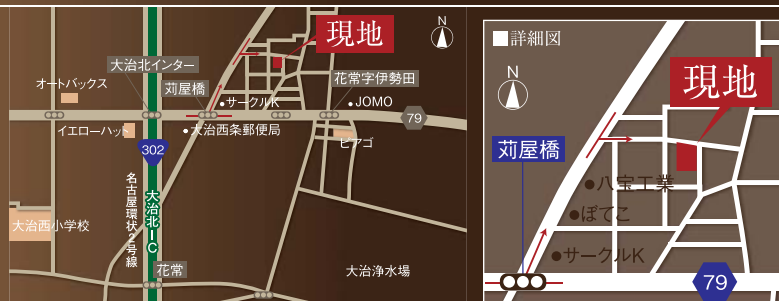 現地
N
大治北インター
オートバックス
苅屋橋
花常字伊勢田
サークルK
JOMO
79
イエローハット
大治西条郵便局
ピアゴ
302
名古屋環状2号線
大治北IC
大治西小学校
花常
大治浄水場
■詳細図
N
現地
苅屋橋
八宝工業
ぼてこ
サークルK
79